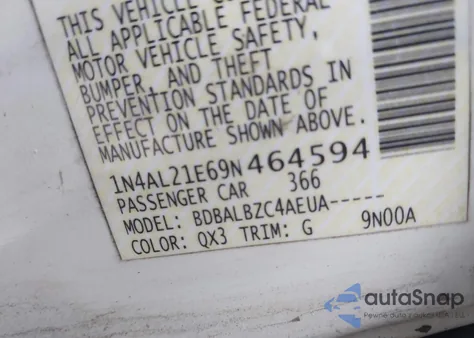 THIS VEHICLE
ALL APPLICABLE FEDERAL
MOTOR VEHICLE SAFETY,
BUMPER, AND THEFT
PREVENTION STANDARDS IN
EFFECT ON THE DATE OF
MANUFACTURE SHOWN ABOVE.
1N4AL21E69N464594
PASSENGER CAR 366
MODEL: BDBALBZC4AEUA-----
COLOR: QX3 TRIM: G 9N00A
autoSnap